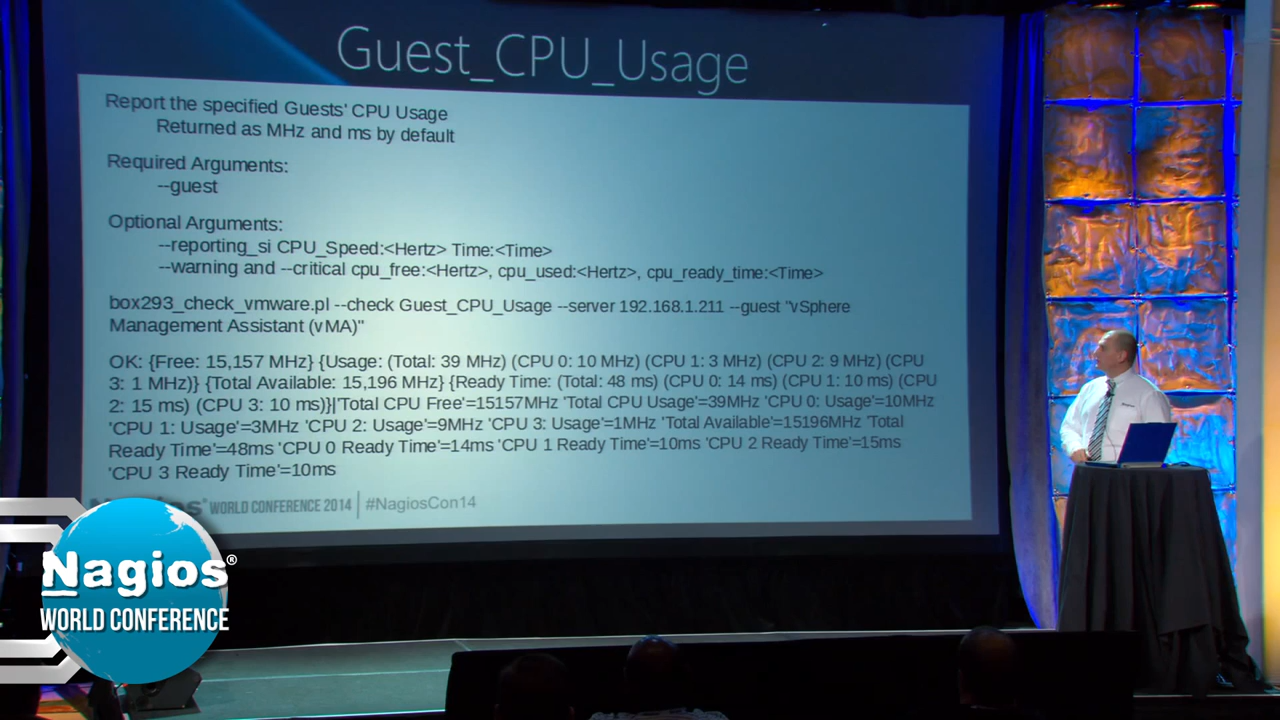 Guest_CPU_Usage
Report the specified Guests' CPU Usage
Returned as MHz and ms by default
Required Arguments:
--guest
Optional Arguments:
--reporting_si CPU_Speed:<Hertz> Time:<Time>
--warning and --critical cpu_free:<Hertz>, cpu_used:<Hertz>, cpu_ready_time:<Time>
box293_check_vmware.pl --check Guest_CPU_Usage --server 192.168.1.211 --guest "vSphere
Management Assistant (vMA)"
OK: {Free: 15,157 MHz} {Usage: (Total: 39 MHz) (CPU 0: 10 MHz) (CPU 1: 3 MHz) (CPU 2: 9 MHz) (CPU
3: 1 MHz)} {Total Available: 15,196 MHz} {Ready Time: (Total: 48 ms) (CPU 0: 14 ms) (CPU 1: 10 ms) (CPU
2: 15 ms) (CPU 3: 10 ms)}|'Total CPU Free'=15157MHz 'Total CPU Usage'=39MHz 'CPU 0: Usage'=10MHz
'CPU 1: Usage'=3MHz 'CPU 2: Usage'=9MHz 'CPU 3: Usage'=1MHz 'Total Available'=15196MHz 'Total
Ready Time'=48ms 'CPU 0 Ready Time'=14ms 'CPU 1 Ready Time'=10ms 'CPU 2 Ready Time'=15ms
'CPU 3 Ready Time'=10ms
WORLD CONFERENCE 2014 | #NagiosCon14
Nagios®
WORLD CONFERENCE